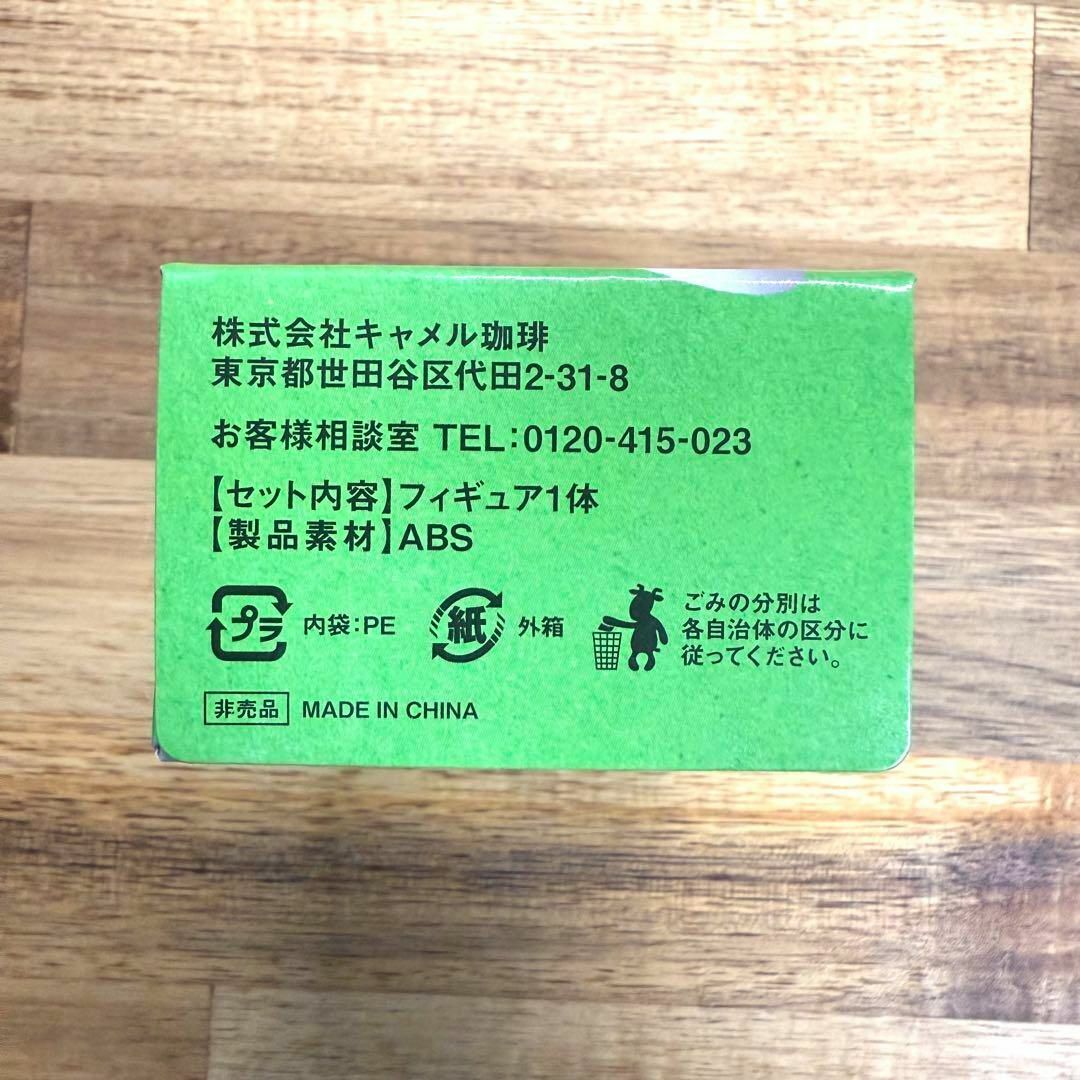 株式会社キャメル珈琲
東京都世田谷区代田2-31-8
お客様相談室 TEL:0120-415-023
【セット内容】フィギュア1体
【製品素材】ABS
プラ 内袋:PE 紙 外箱 ごみの分別は
各自治体の区分に
従ってください。
非売品 MADE IN CHINA